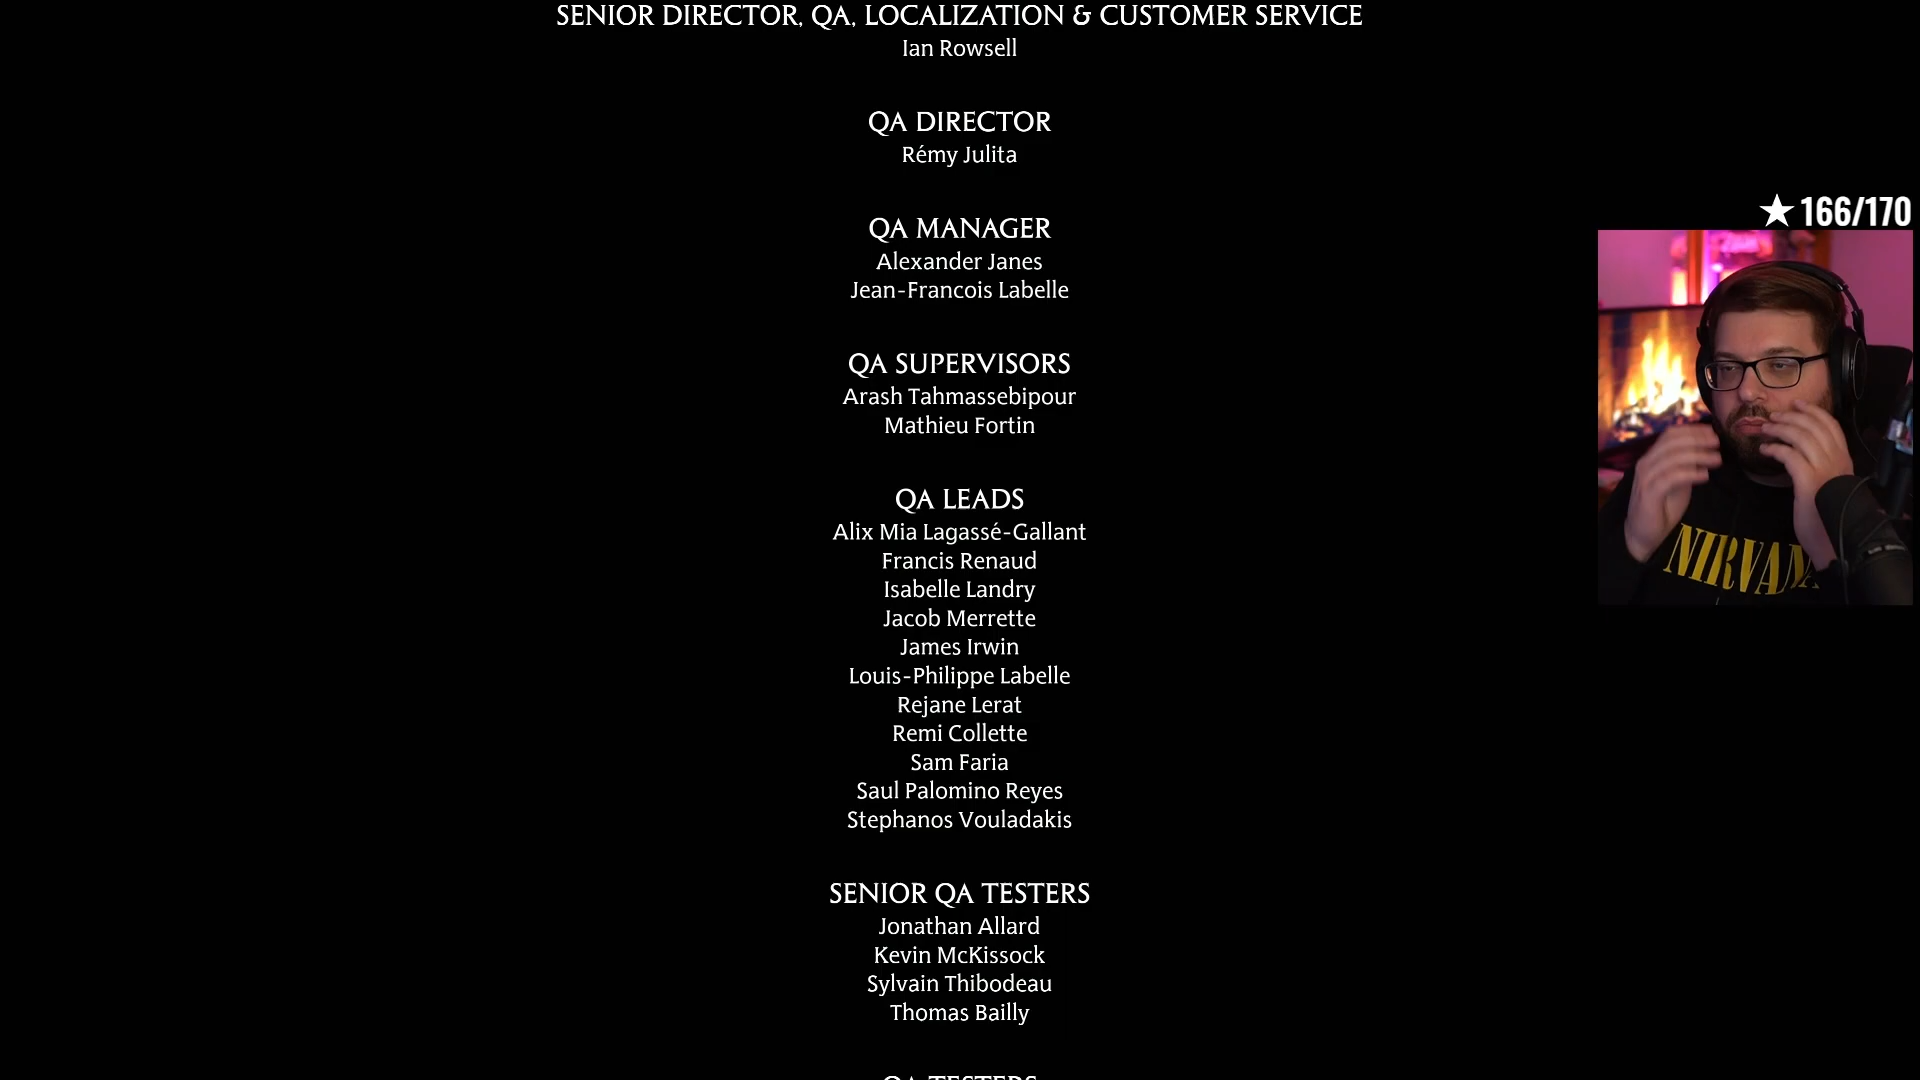 SENIOR DIRECTOR, QA, LOCALIZATION & CUSTOMER SERVICE
Ian Rowsell
QA DIRECTOR
Rémy Julita
QA MANAGER
Alexander Janes
Jean-Francois Labelle
QA SUPERVISORS
Arash Tahmassebipour
Mathieu Fortin
QA LEADS
Alix Mia Lagassé-Gallant
Francis Renaud
Isabelle Landry
Jacob Merrette
James Irwin
Louis-Philippe Labelle
Rejane Lerat
Remi Collette
Sam Faria
Saul Palomino Reyes
Stephanos Vouladakis
SENIOR QA TESTERS
Jonathan Allard
Kevin McKissock
Sylvain Thibodeau
Thomas Bailly
QA TESTERS
★ 166/170
NIRVANA